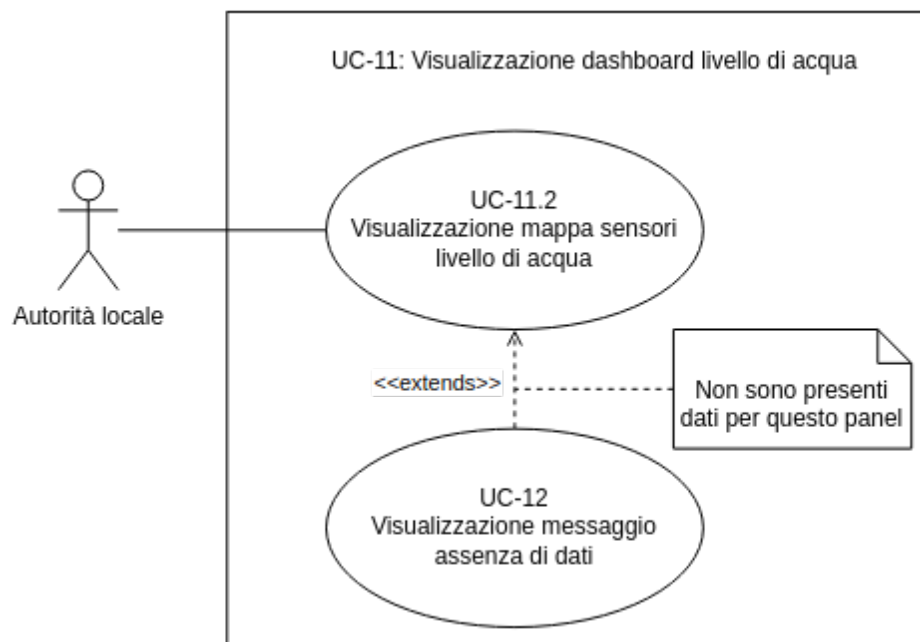 UC-11: Visualizzazione dashboard livello di acqua
UC-11.2
Visualizzazione mappa sensori
livello di acqua
Autorità locale
<<extends>>
Non sono presenti
dati per questo panel
UC-12
Visualizzazione messaggio
assenza di dati